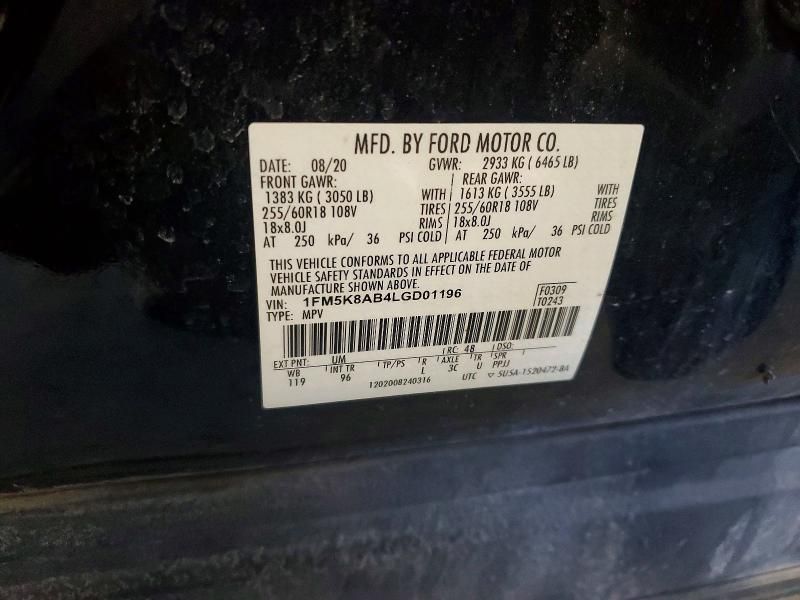 MFD. BY FORD MOTOR CO.
DATE: 08/20 GVWR: 2933 KG ( 6465 LB)
FRONT GAWR: REAR GAWR:
1383 KG ( 3050 LB) WITH 1613 KG ( 3555 LB) WITH
255/60R18 108V TIRES 255/60R18 108V TIRES
18x8.0J RIMS 18x8.0J RIMS
AT 250 kPa/ 36 PSI COLD AT 250 kPa/ 36 PSI COLD
THIS VEHICLE CONFORMS TO ALL APPLICABLE FEDERAL MOTOR
VEHICLE SAFETY STANDARDS IN EFFECT ON THE DATE OF
MANUFACTURE SHOWN ABOVE.
VIN: 1FM5K8AB4LGD01196 F0309
TYPE: MPV T0243
EXT PNT: UM RC: 48 DSO:
WB INT TR TP/PS R AXLE TR SPR
119 96 L 3C U PPJJ
1202008240316 UTC ▽ 5U5A-1520472-BA